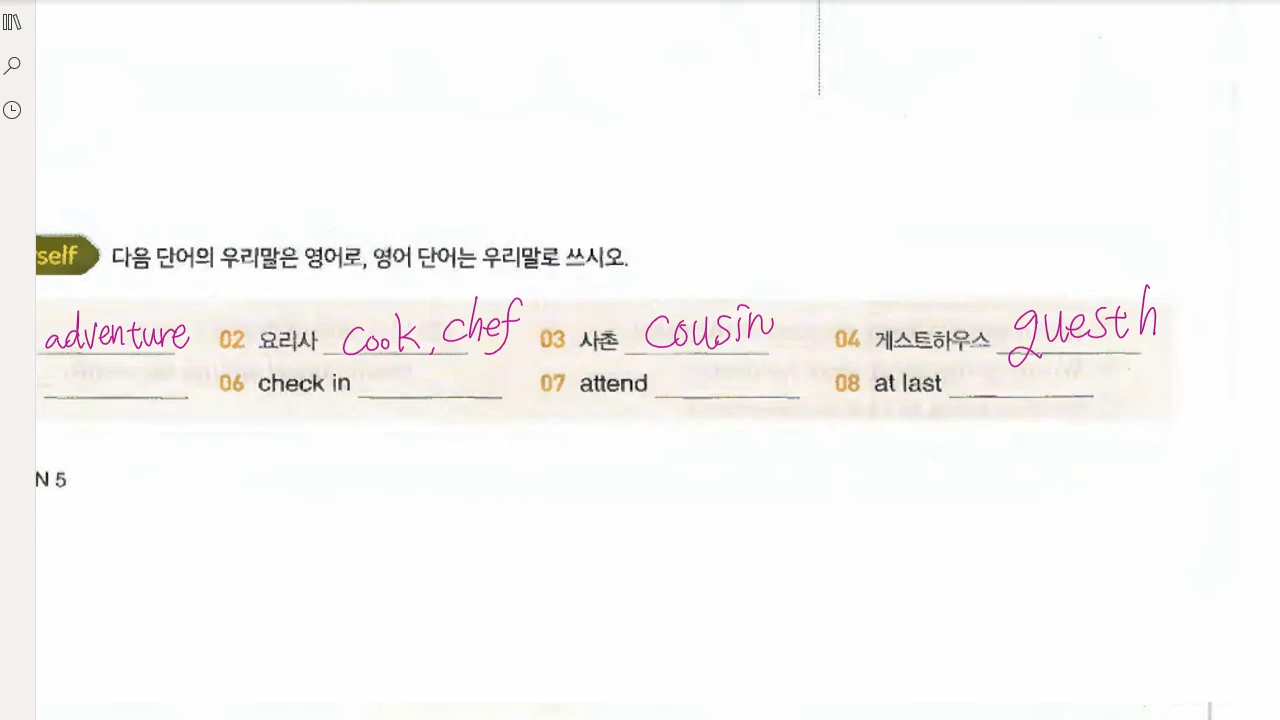 self 다음 단어의 우리말은 영어로, 영어 단어는 우리말로 쓰시오.
adventure 02 요리사 cook, chef 03 사촌 cousin 04 게스트하우스 guesth
06 check in 07 attend 08 at last
N 5